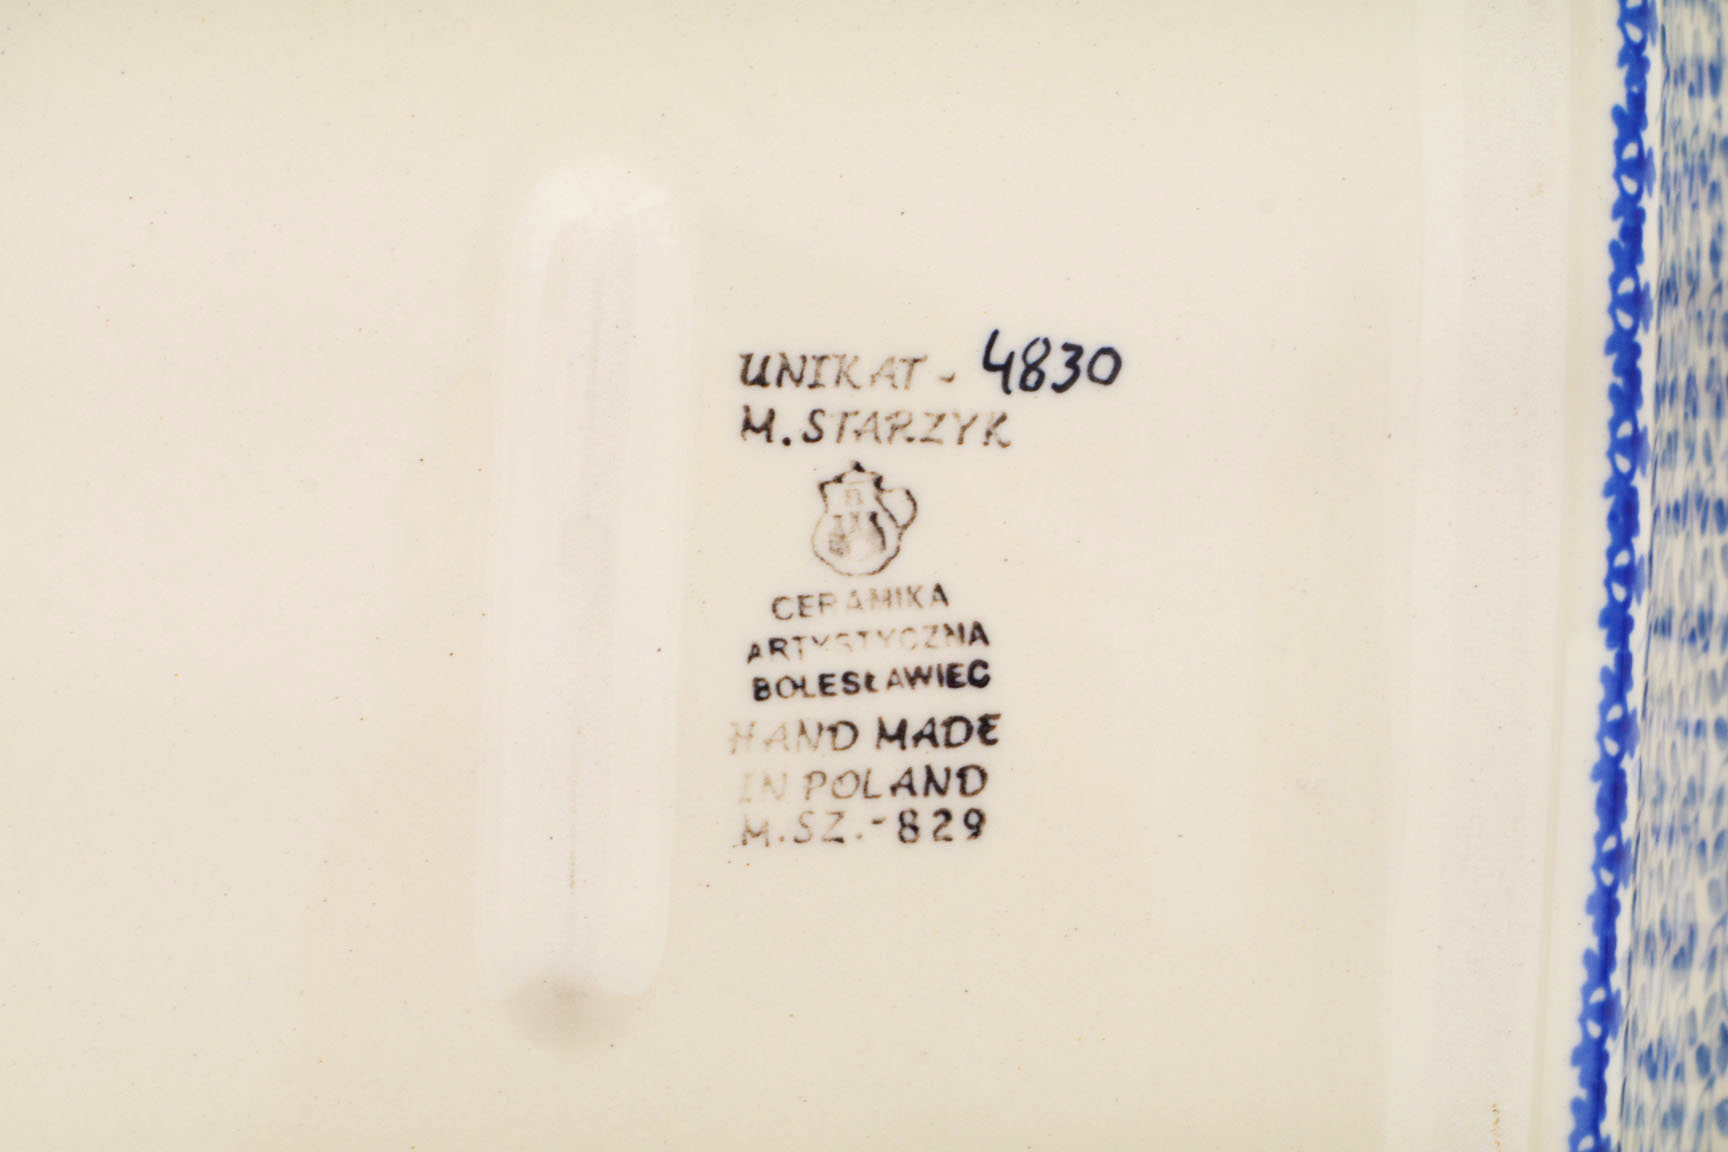 UNIKAT - 4830
M. STARZYK
CERAMIKA
ARTYSTYCZNA
BOLESŁAWIEC
HAND MADE
IN POLAND
M.SZ.-829